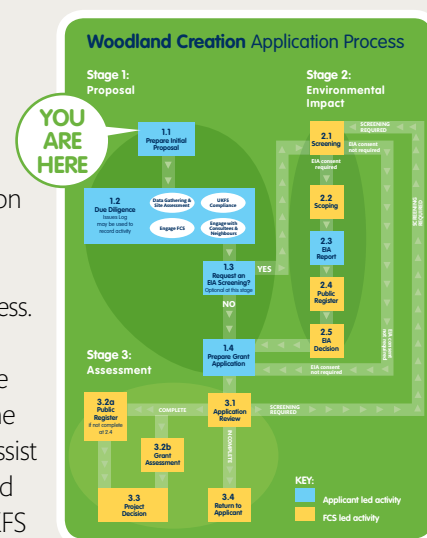 Woodland Creation Application Process
Stage 1:
Proposal
Stage 2:
Environmental
Impact
YOU
ARE
HERE
1.1
Prepare Initial
Proposal
1.2
Due Diligence
Issues Log
may be used to
record activity
Data Gathering &
Site Assessment
UKFS
Compliance
Engage FCS
Engage with
Consultees &
Neighbours
1.3
Request an
EIA Screening?
Optional at this stage
YES
NO
1.4
Prepare Grant
Application
2.1
Screening
SCREENING
REQUIRED
EIA consent
not required
EIA consent
required
2.2
Scoping
2.3
EIA
Report
2.4
Public
Register
2.5
EIA
Decision
EIA consent
not required
EIA consent
not required
SCREENING
REQUIRED
Stage 3:
Assessment
3.1
Application
Review
SCREENING
REQUIRED
COMPLETE
INCOMPLETE
3.2a
Public
Register
if not complete
at 2.4
3.2b
Grant
Assessment
3.3
Project
Decision
3.4
Return to
Applicant
KEY:
Applicant led activity
FCS led activity
on
ess.
e
ne
ssist
d
FS